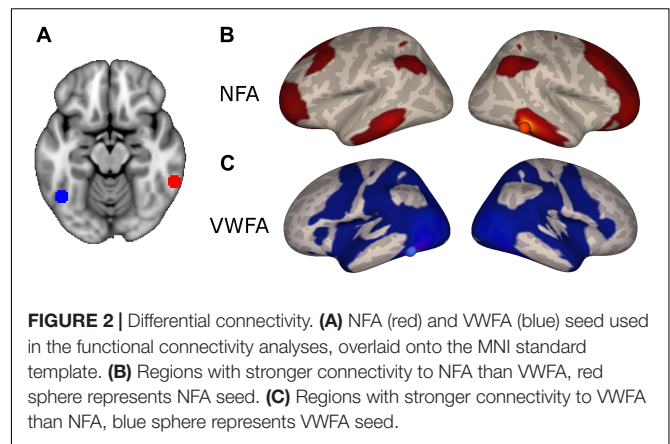 A
B
NFA
C
VWFA
FIGURE 2 | Differential connectivity. (A) NFA (red) and VWFA (blue) seed used
in the functional connectivity analyses, overlaid onto the MNI standard
template. (B) Regions with stronger connectivity to NFA than VWFA, red
sphere represents NFA seed. (C) Regions with stronger connectivity to VWFA
than NFA, blue sphere represents VWFA seed.